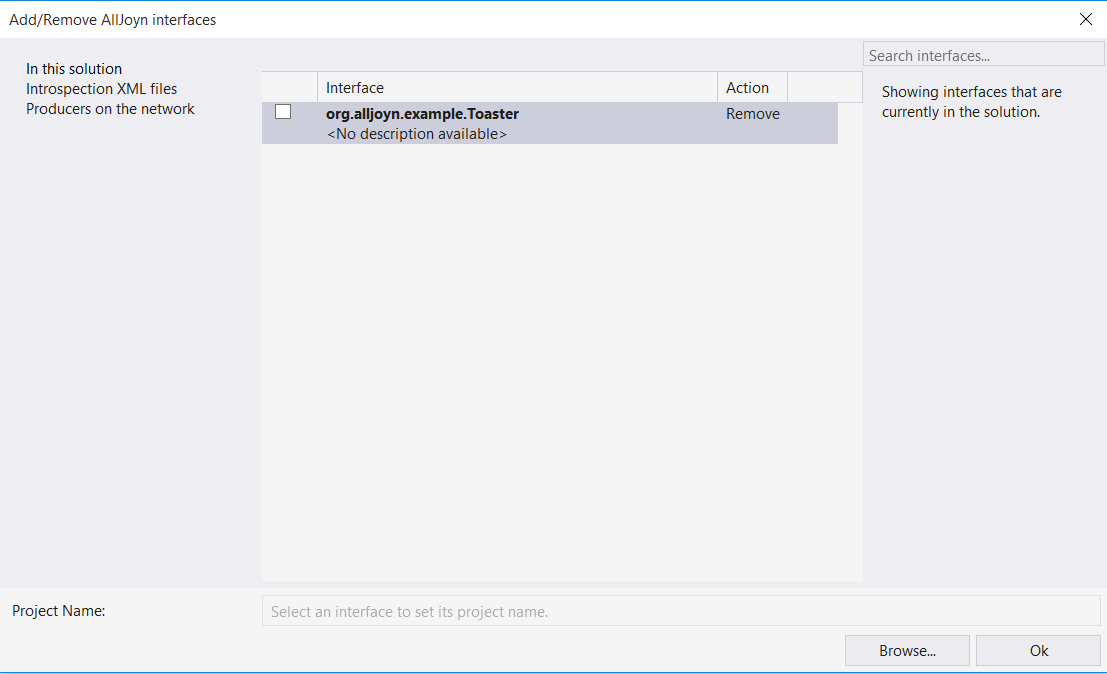 Add/Remove AllJoyn interfaces
Search interfaces...
In this solution
Introspection XML files
Producers on the network
Interface Action
org.alljoyn.example.Toaster Remove
<No description available>
Showing interfaces that are
currently in the solution.
Project Name: Select an interface to set its project name.
Browse... Ok